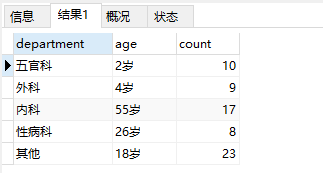 信息 结果1 概况 状态
department age count
五官科 2岁 10
外科 4岁 9
内科 55岁 17
性病科 26岁 8
其他 18岁 23